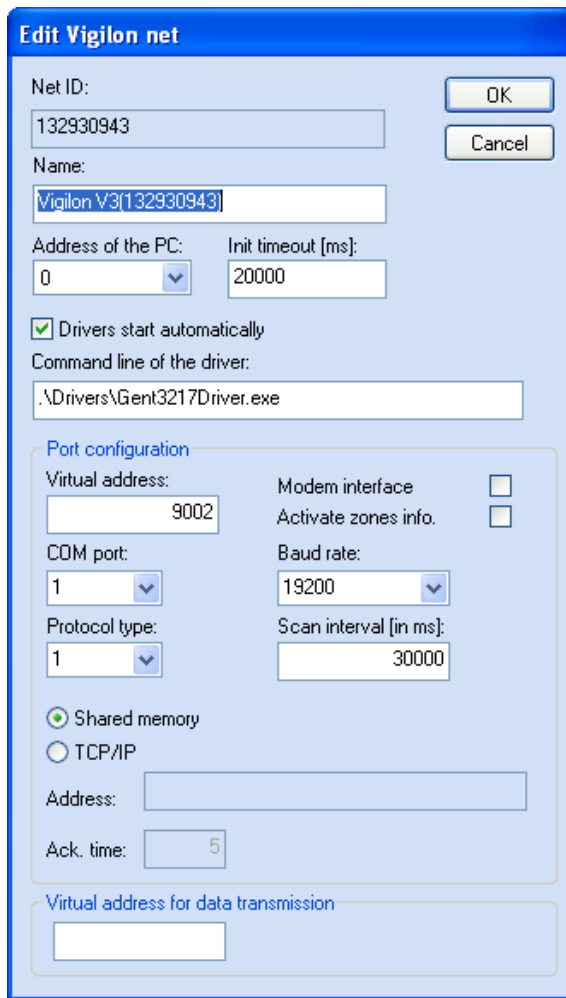 Edit Vigilon net
Net ID:
OK
132930943
Cancel
Name:
Vigilon V3(132930943)
Address of the PC: Init timeout [ms]:
0 20000
Drivers start automatically
Command line of the driver:
.\Drivers\Gent3217Driver.exe
Port configuration
Virtual address: Modem interface
9002 Activate zones info.
COM port: Baud rate:
1 19200
Protocol type: Scan interval [in ms]:
1 30000
Shared memory
TCP/IP
Address:
Ack. time: 5
Virtual address for data transmission